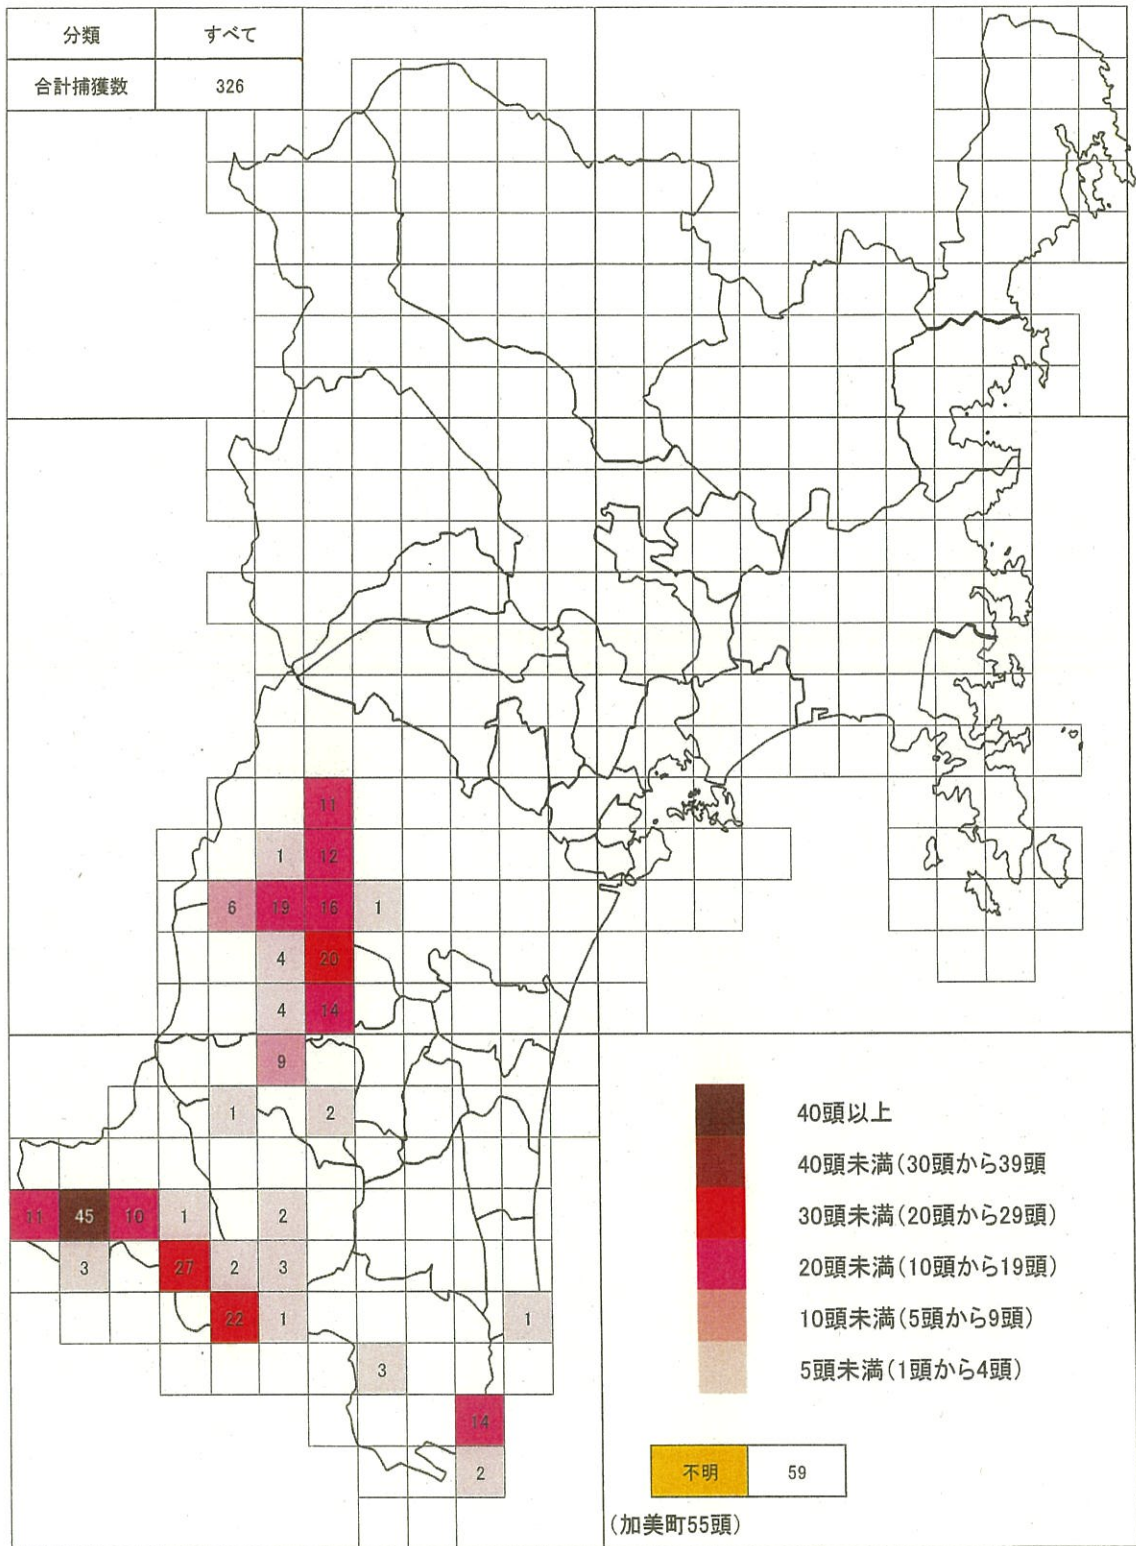 分類 すべて
合計捕獲数 326
11
1 12
6 19 16 1
4 20
4 14
9
1 2
11 45 10 1 2
3 27 2 3
22 1 1
3
14
2
40頭以上
40頭未満(30頭から39頭
30頭未満(20頭から29頭)
20頭未満(10頭から19頭)
10頭未満(5頭から9頭)
5頭未満(1頭から4頭)
不明 59
(加美町55頭)